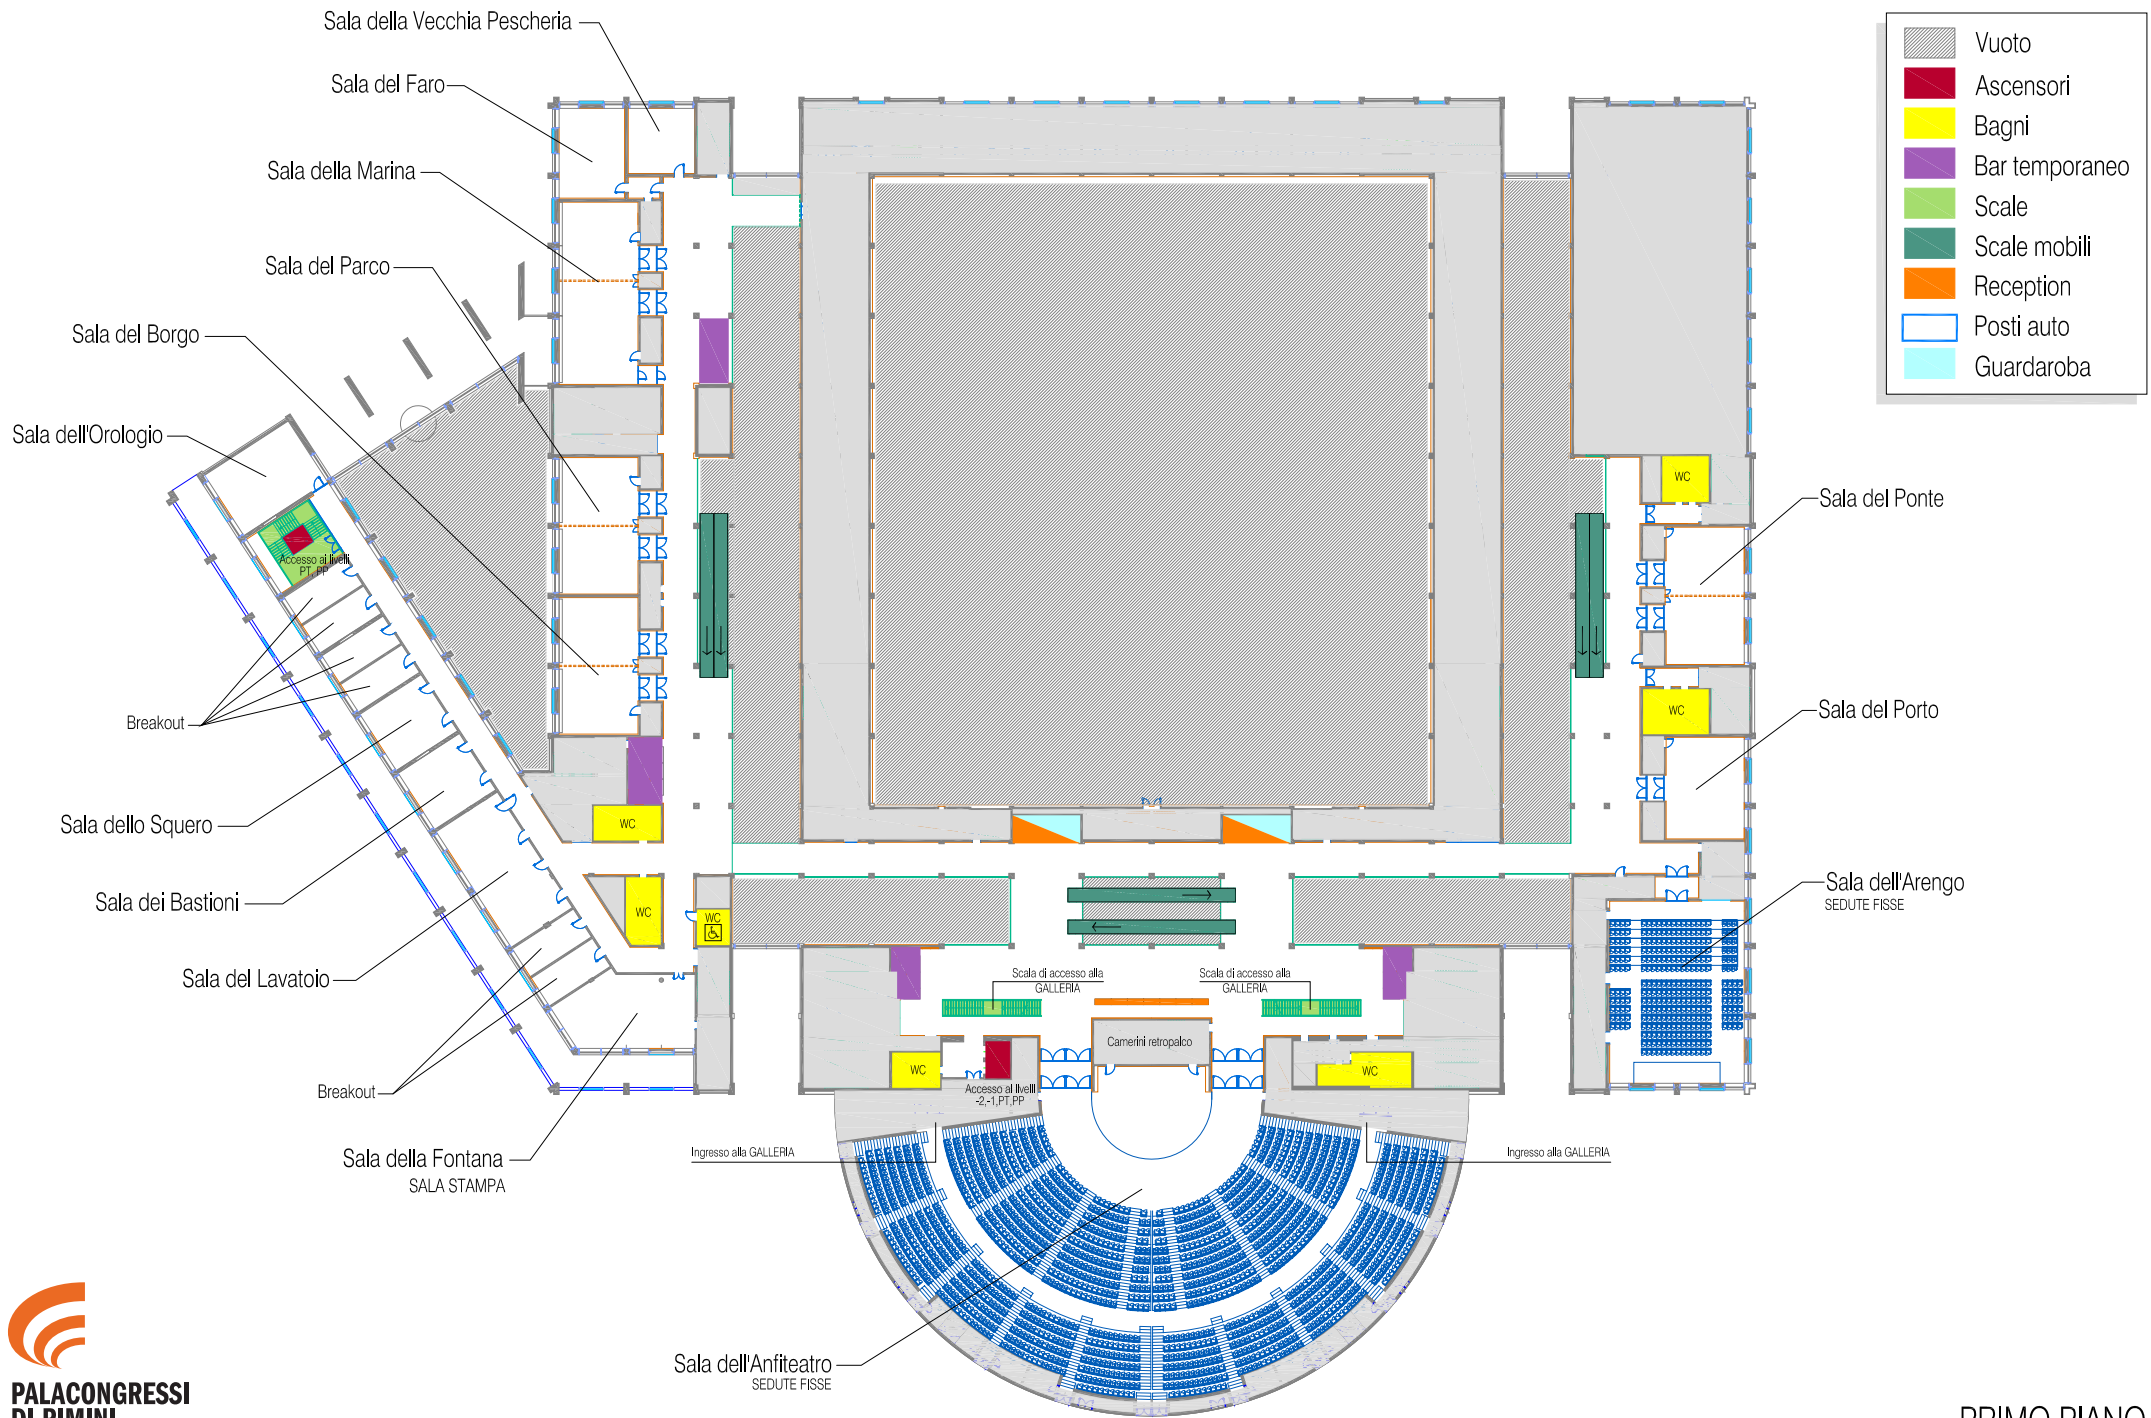 Sala della Vecchia Pescheria
Sala del Faro
Sala della Marina
Sala del Parco
Sala del Borgo
Sala dell'Orologio
Accesso ai livelli
PT, PP
Breakout
Sala dello Squero
Sala dei Bastioni
Sala del Lavatoio
Breakout
Sala della Fontana
SALA STAMPA
Vuoto
Ascensori
Bagni
Bar temporaneo
Scale
Scale mobili
Reception
Posti auto
Guardaroba
WC
Sala del Ponte
WC
Sala del Porto
WC
WC
WC
Sala dell'Arengo
SEDUTE FISSE
Scala di accesso alla
GALLERIA
Scala di accesso alla
GALLERIA
Camerini retropalco
WC
WC
Accesso ai livelli
-2,-1,PT,PP
Ingresso alla GALLERIA
Ingresso alla GALLERIA
Sala dell'Anfiteatro
SEDUTE FISSE
PALACONGRESSI
DI RIMINI
PRIMO PIANO